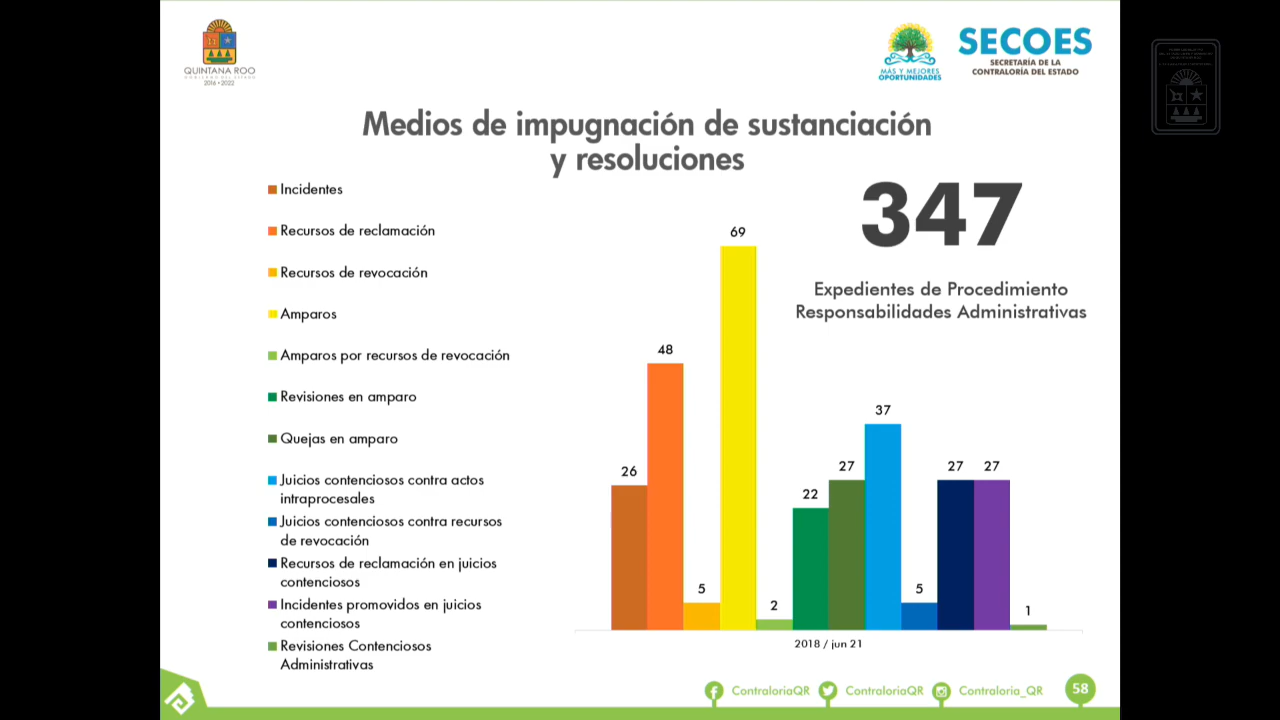 QUINTANA ROO
GOBIERNO DEL ESTADO
2016 • 2022
MÁS Y MEJORES
OPORTUNIDADES
SECOES
SECRETARÍA DE LA
CONTRALORÍA DEL ESTADO
Medios de impugnación de sustanciación
y resoluciones
347
Expedientes de Procedimiento
Responsabilidades Administrativas
Incidentes
Recursos de reclamación
Recursos de revocación
Amparos
Amparos por recursos de revocación
Revisiones en amparo
Quejas en amparo
Juicios contenciosos contra actos
intraprocesales
Juicios contenciosos contra recursos
de revocación
Recursos de reclamación en juicios
contenciosos
Incidentes promovidos en juicios
contenciosos
Revisiones Contenciosos
Administrativas
26
48
5
69
2
22
27
37
5
27
27
1
2018 / jun 21
ContraloriaQR
ContraloriaQR
Contraloria_QR
58